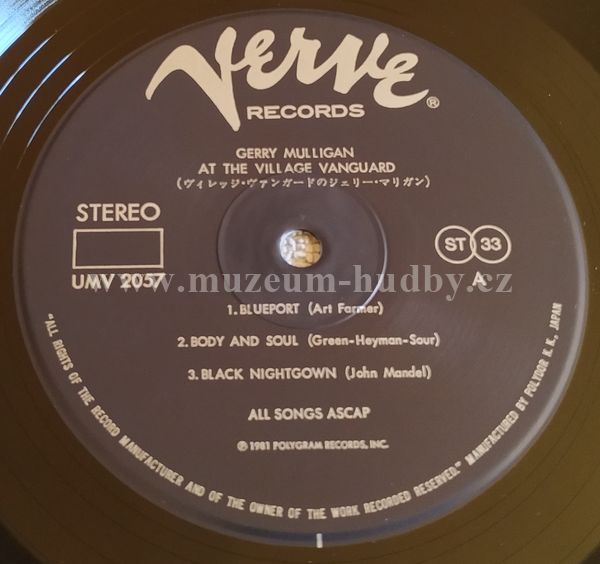 VERVE®
RECORDS
GERRY MULLIGAN
AT THE VILLAGE VANGUARD
(ヴィレッジ・ヴァンガードのジェリー・マリガン)
STEREO
UMV 2057
ST 33
A
www.muzeum-hudby.cz
1. BLUEPORT (Art Farmer)
2. BODY AND SOUL (Green-Heyman-Sour)
3. BLACK NIGHTGOWN (John Mandel)
ALL SONGS ASCAP
℗ 1981 POLYGRAM RECORDS, INC.
"ALL RIGHTS OF THE RECORD MANUFACTURER AND OF THE OWNER OF THE WORK RECORDED RESERVED." MANUFACTURED BY POLYDOR K. K., JAPAN